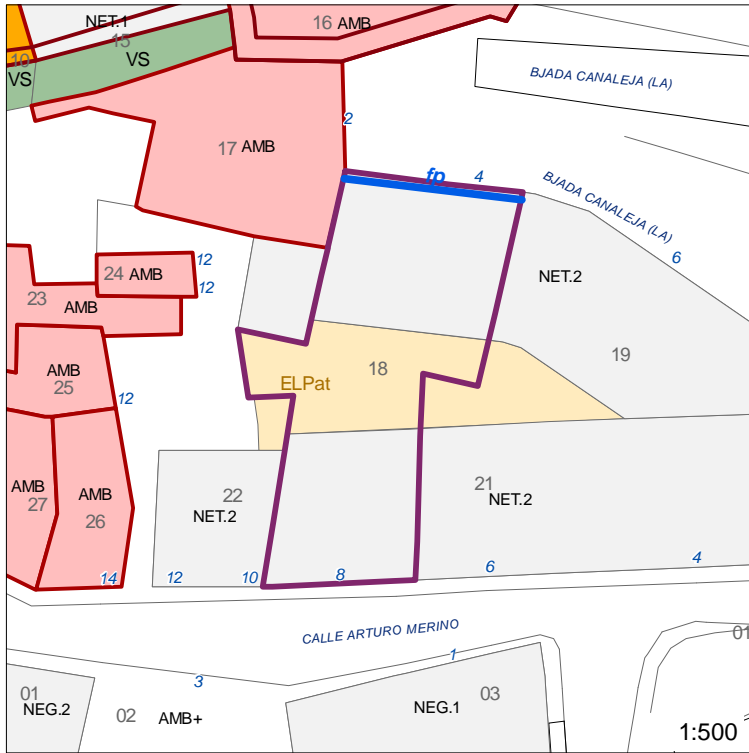 NET.1
15
16 AMB
10
VS
VS
BJADA CANALEJA (LA)
2
17 AMB
fp
4
BJADA CANALEJA (LA)
6
12
24 AMB
12
NET.2
23
AMB
18
19
ELPat
AMB
25
12
AMB
27
AMB
26
22
NET.2
21
NET.2
14
12
10
8
6
4
CALLE ARTURO MERINO
01
3
1
01
NEG.2
02
AMB+
NEG.1
03
1:500